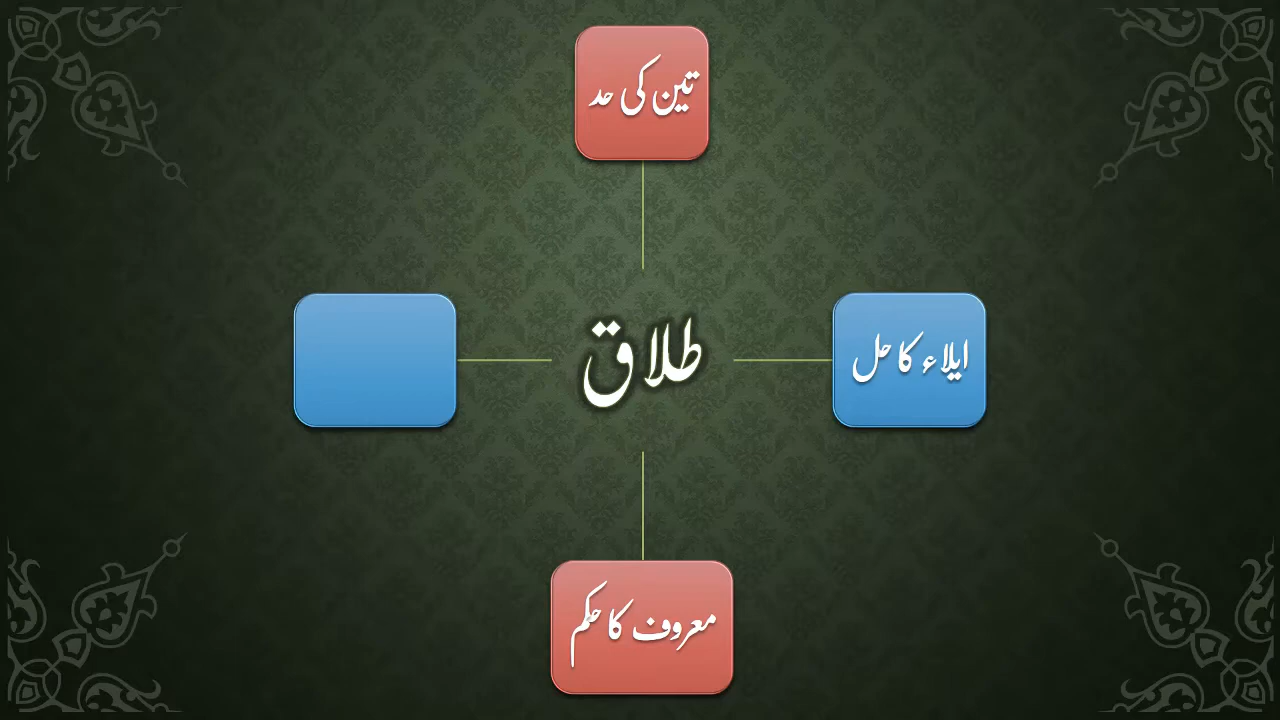 تین کی حد
ایلاء کا حل
طلاق
معروف کا حکم